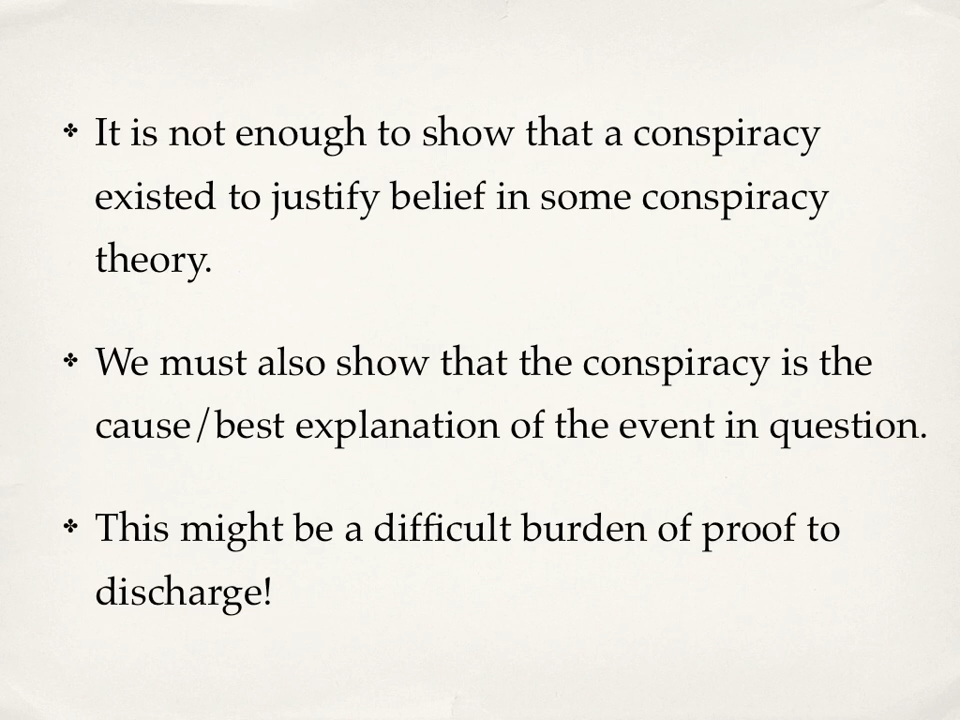 ✤ It is not enough to show that a conspiracy
existed to justify belief in some conspiracy
theory.
✤ We must also show that the conspiracy is the
cause/best explanation of the event in question.
✤ This might be a difficult burden of proof to
discharge!